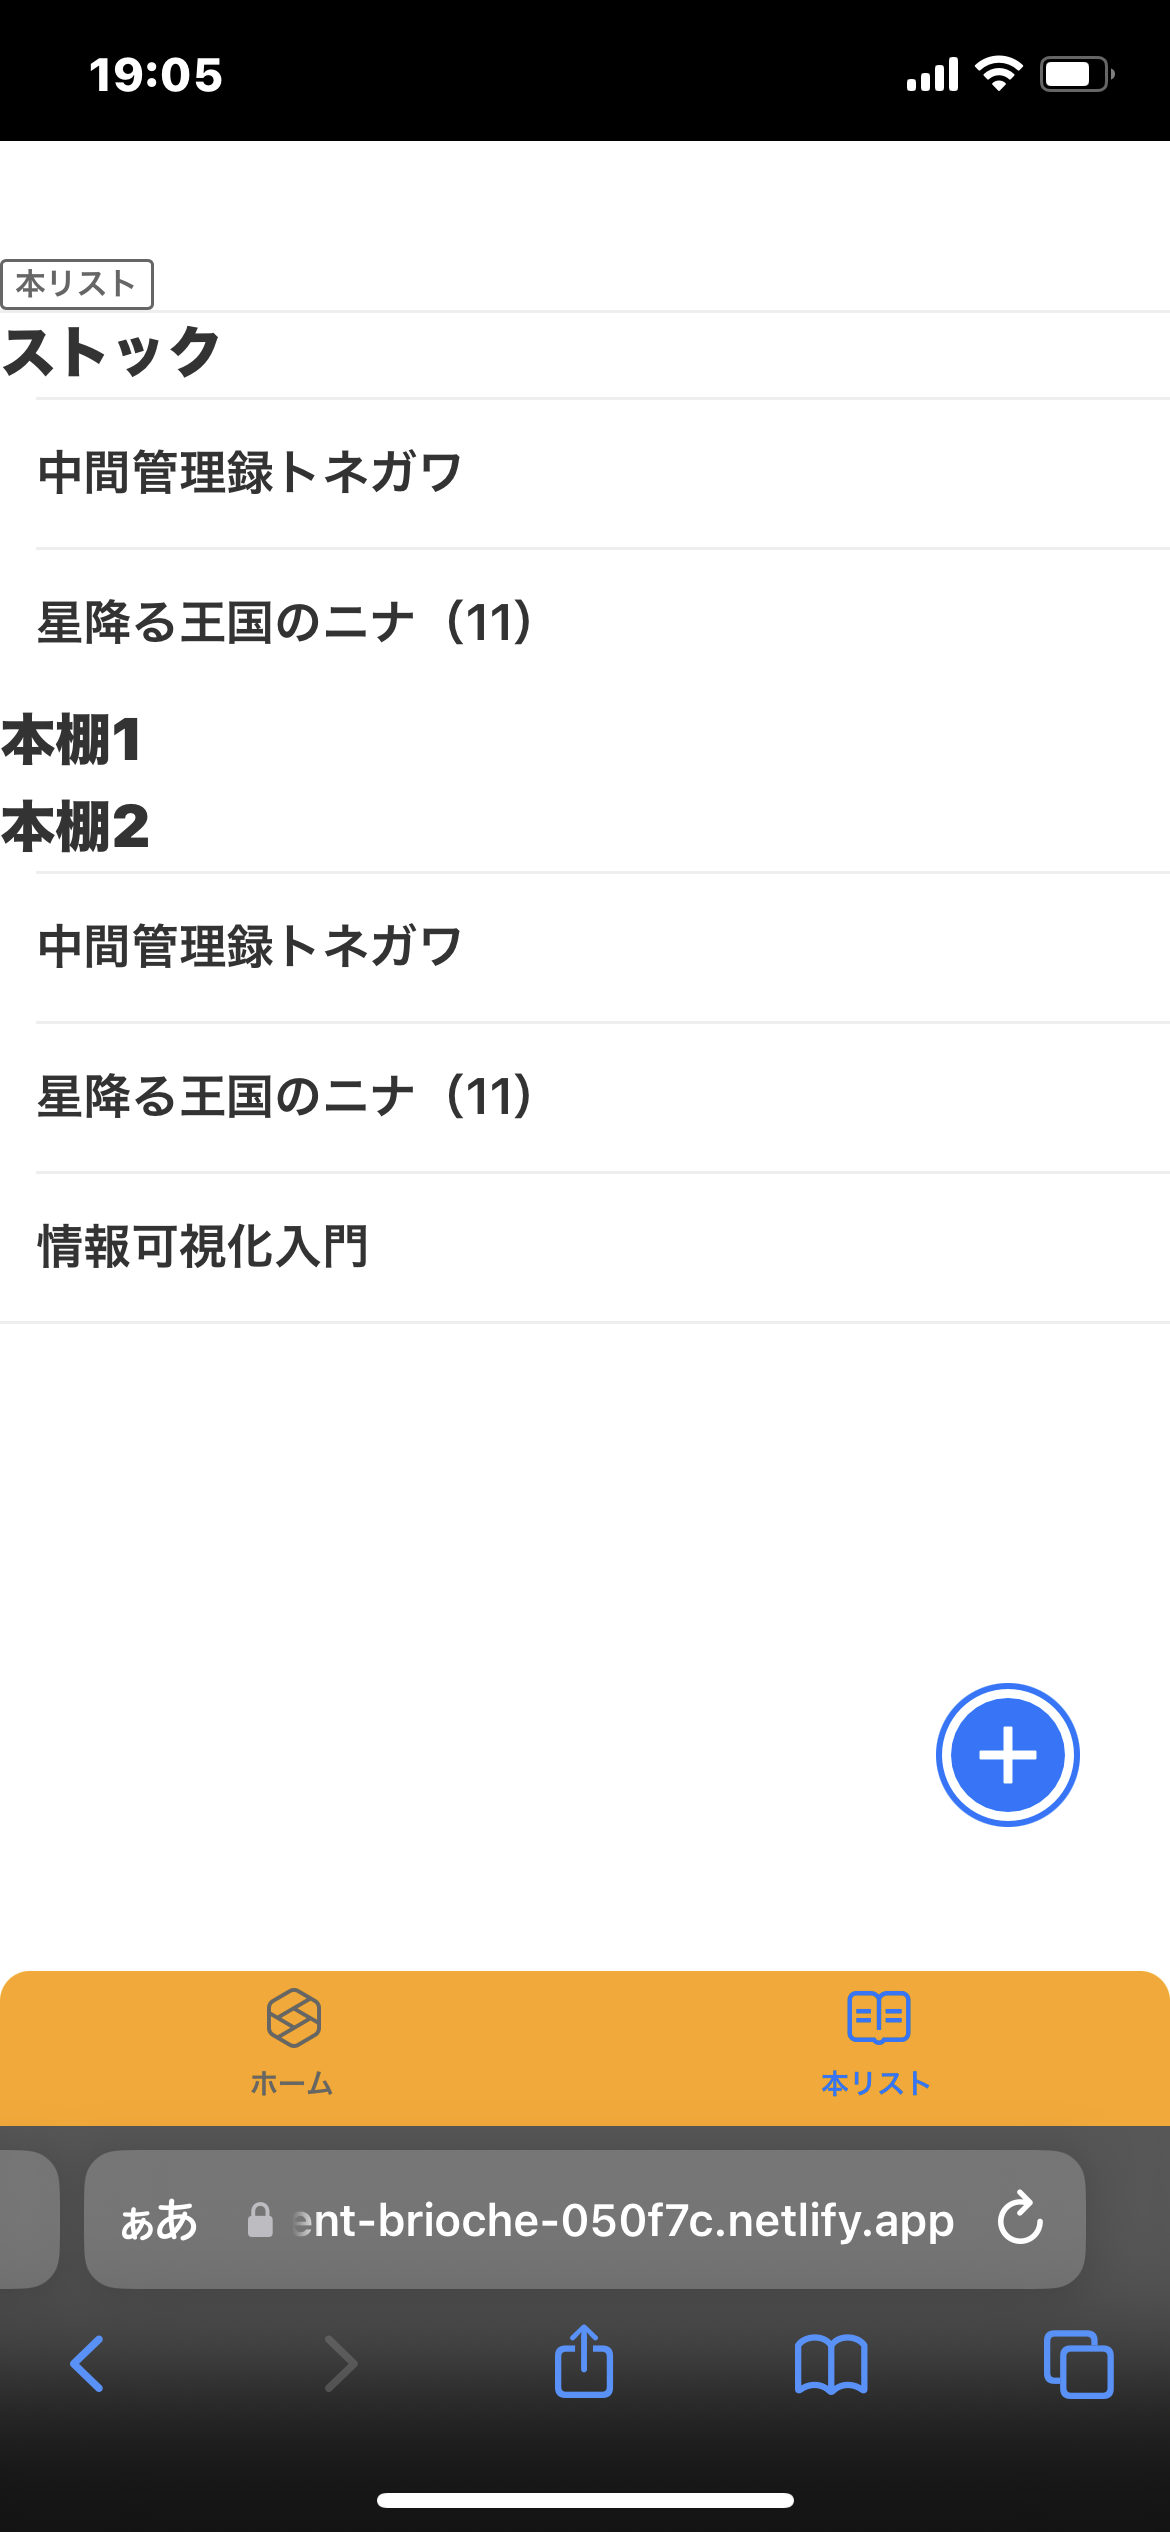 19:05
本リスト
ストック
中間管理録トネガワ
星降る王国のニナ（11）
本棚1
本棚2
中間管理録トネガワ
星降る王国のニナ（11）
情報可視化入門
ホーム
本リスト
ぁあ ent-brioche-050f7c.netlify.app